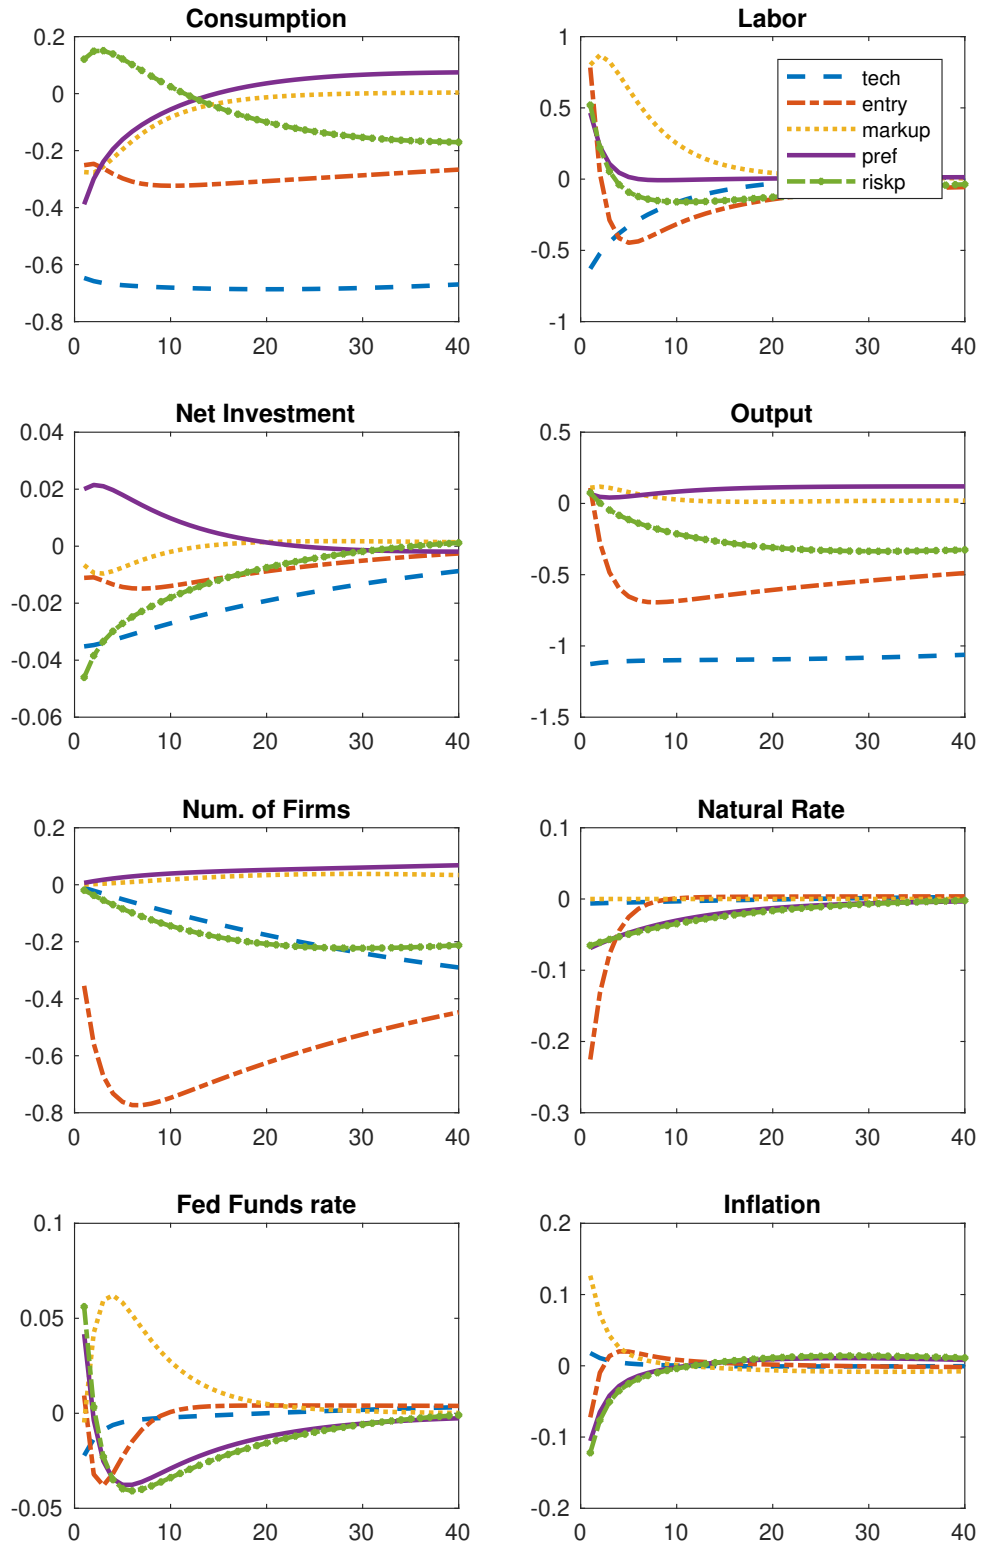 Consumption
0.2
0
-0.2
-0.4
-0.6
-0.8
0 10 20 30 40
Labor
1
0.5
0
-0.5
-1
0 10 20 30 40
tech
entry
markup
pref
riskp
Net Investment
0.04
0.02
0
-0.02
-0.04
-0.06
0 10 20 30 40
Output
0.5
0
-0.5
-1
-1.5
0 10 20 30 40
Num. of Firms
0.2
0
-0.2
-0.4
-0.6
-0.8
0 10 20 30 40
Natural Rate
0.1
0
-0.1
-0.2
-0.3
0 10 20 30 40
Fed Funds rate
0.1
0.05
0
-0.05
0 10 20 30 40
Inflation
0.2
0.1
0
-0.1
-0.2
0 10 20 30 40